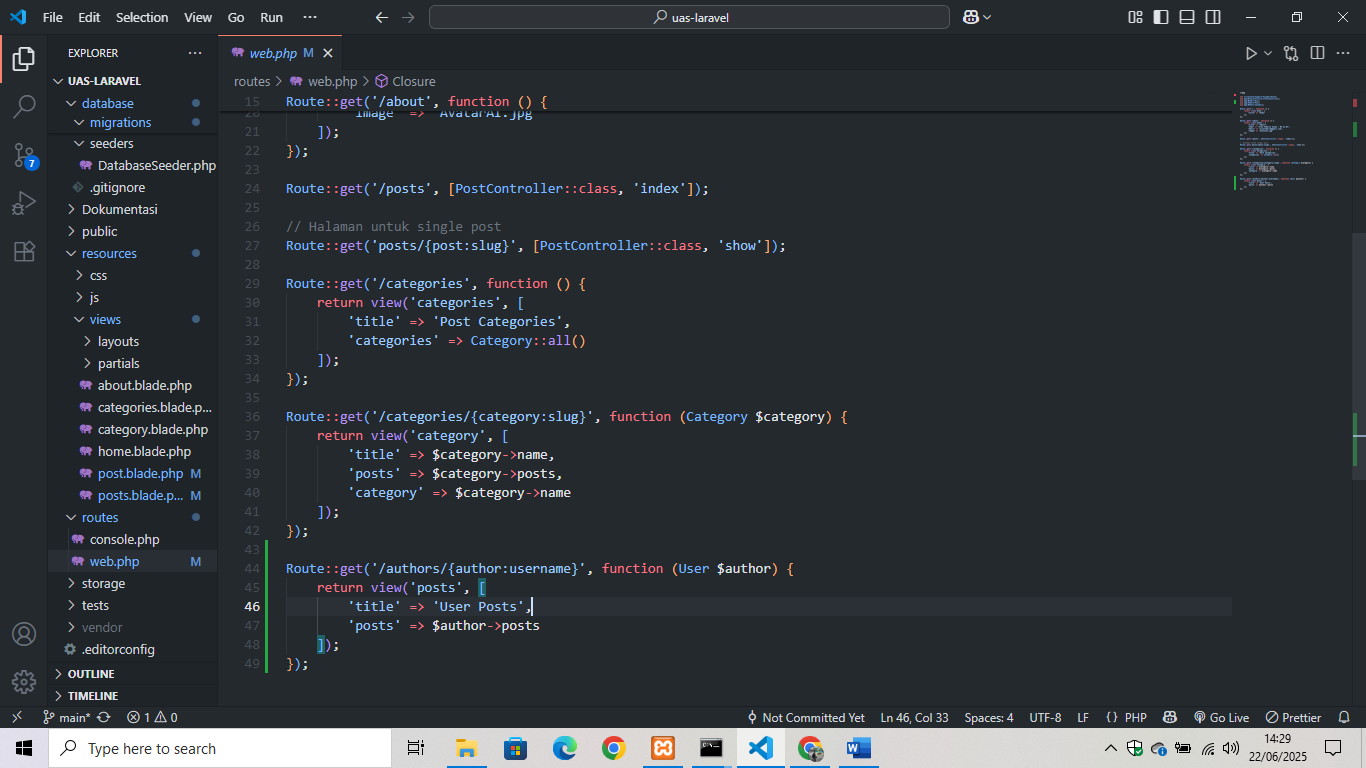 File Edit Selection View Go Run ···
uas-laravel
EXPLORER ···
UAS-LARAVEL
database
migrations
seeders
DatabaseSeeder.php
.gitignore
Dokumentasi
public
resources
css
js
views
layouts
partials
about.blade.php
categories.blade.p...
category.blade.php
home.blade.php
post.blade.php M
posts.blade.p... M
routes
console.php
web.php M
storage
tests
vendor
.editorconfig
OUTLINE
TIMELINE
7
web.php M
routes > web.php > Closure
15 Route::get('/about', function () {
20 'image' => 'AvatarAI.jpg'
21 ]);
22 });
23
24 Route::get('/posts', [PostController::class, 'index']);
25
26 // Halaman untuk single post
27 Route::get('posts/{post:slug}', [PostController::class, 'show']);
28
29 Route::get('/categories', function () {
30 return view('categories', [
31 'title' => 'Post Categories',
32 'categories' => Category::all()
33 ]);
34 });
35
36 Route::get('/categories/{category:slug}', function (Category $category) {
37 return view('category', [
38 'title' => $category->name,
39 'posts' => $category->posts,
40 'category' => $category->name
41 ]);
42 });
43
44 Route::get('/authors/{author:username}', function (User $author) {
45 return view('posts', [
46 'title' => 'User Posts',
47 'posts' => $author->posts
48 ]);
49 });
main* 1 0 Not Committed Yet Ln 46, Col 33 Spaces: 4 UTF-8 LF {} PHP Go Live Prettier
Type here to search
14:29
22/06/2025